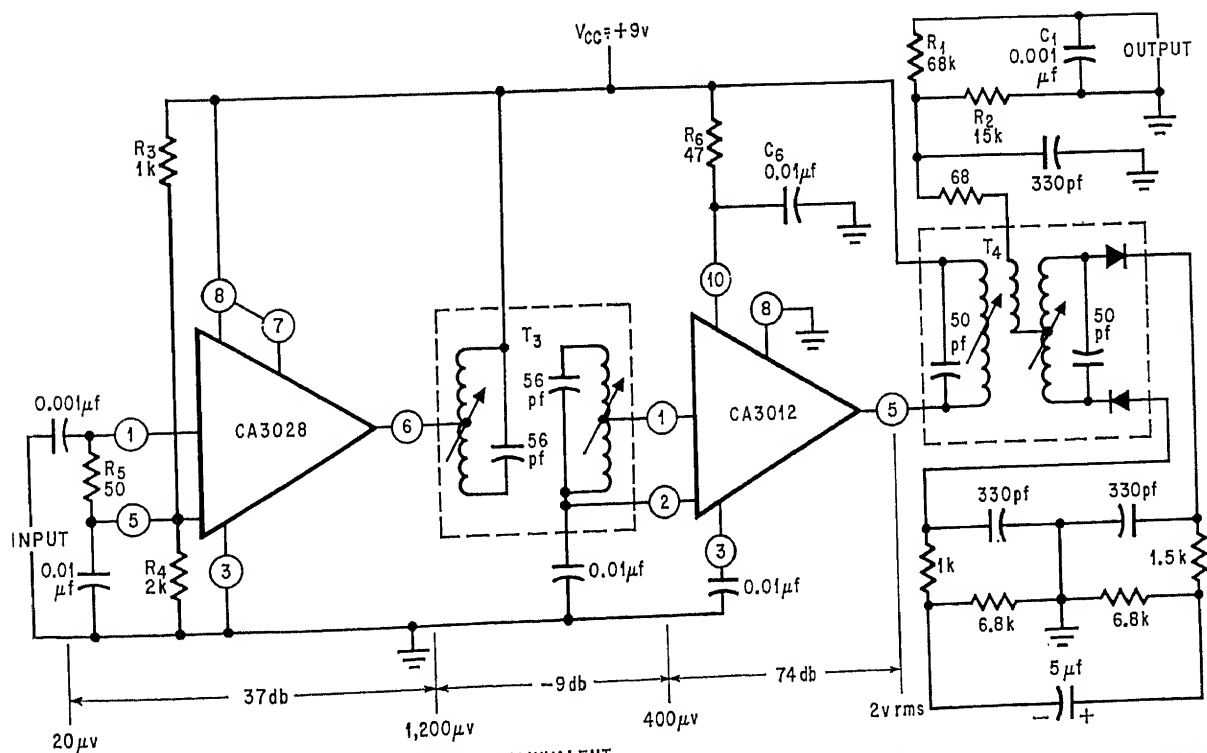 VCC=+9v
R1
68k
C1
0.001
μf
OUTPUT
R2
15k
R3
1k
R6
47
C6
0.01μf
330pf
68
T4
8
7
10
8
50
pf
50
pf
T3
56
pf
56
pf
0.001μf
1
CA3028
6
1
CA3012
5
R5
50
5
2
INPUT
0.01
μf
R4
2k
3
3
0.01μf
0.01μf
330pf
330pf
1k
1.5k
6.8k
6.8k
5μf
- +
37db
-9db
74db
20μv
1,200μv
400μv
2v rms